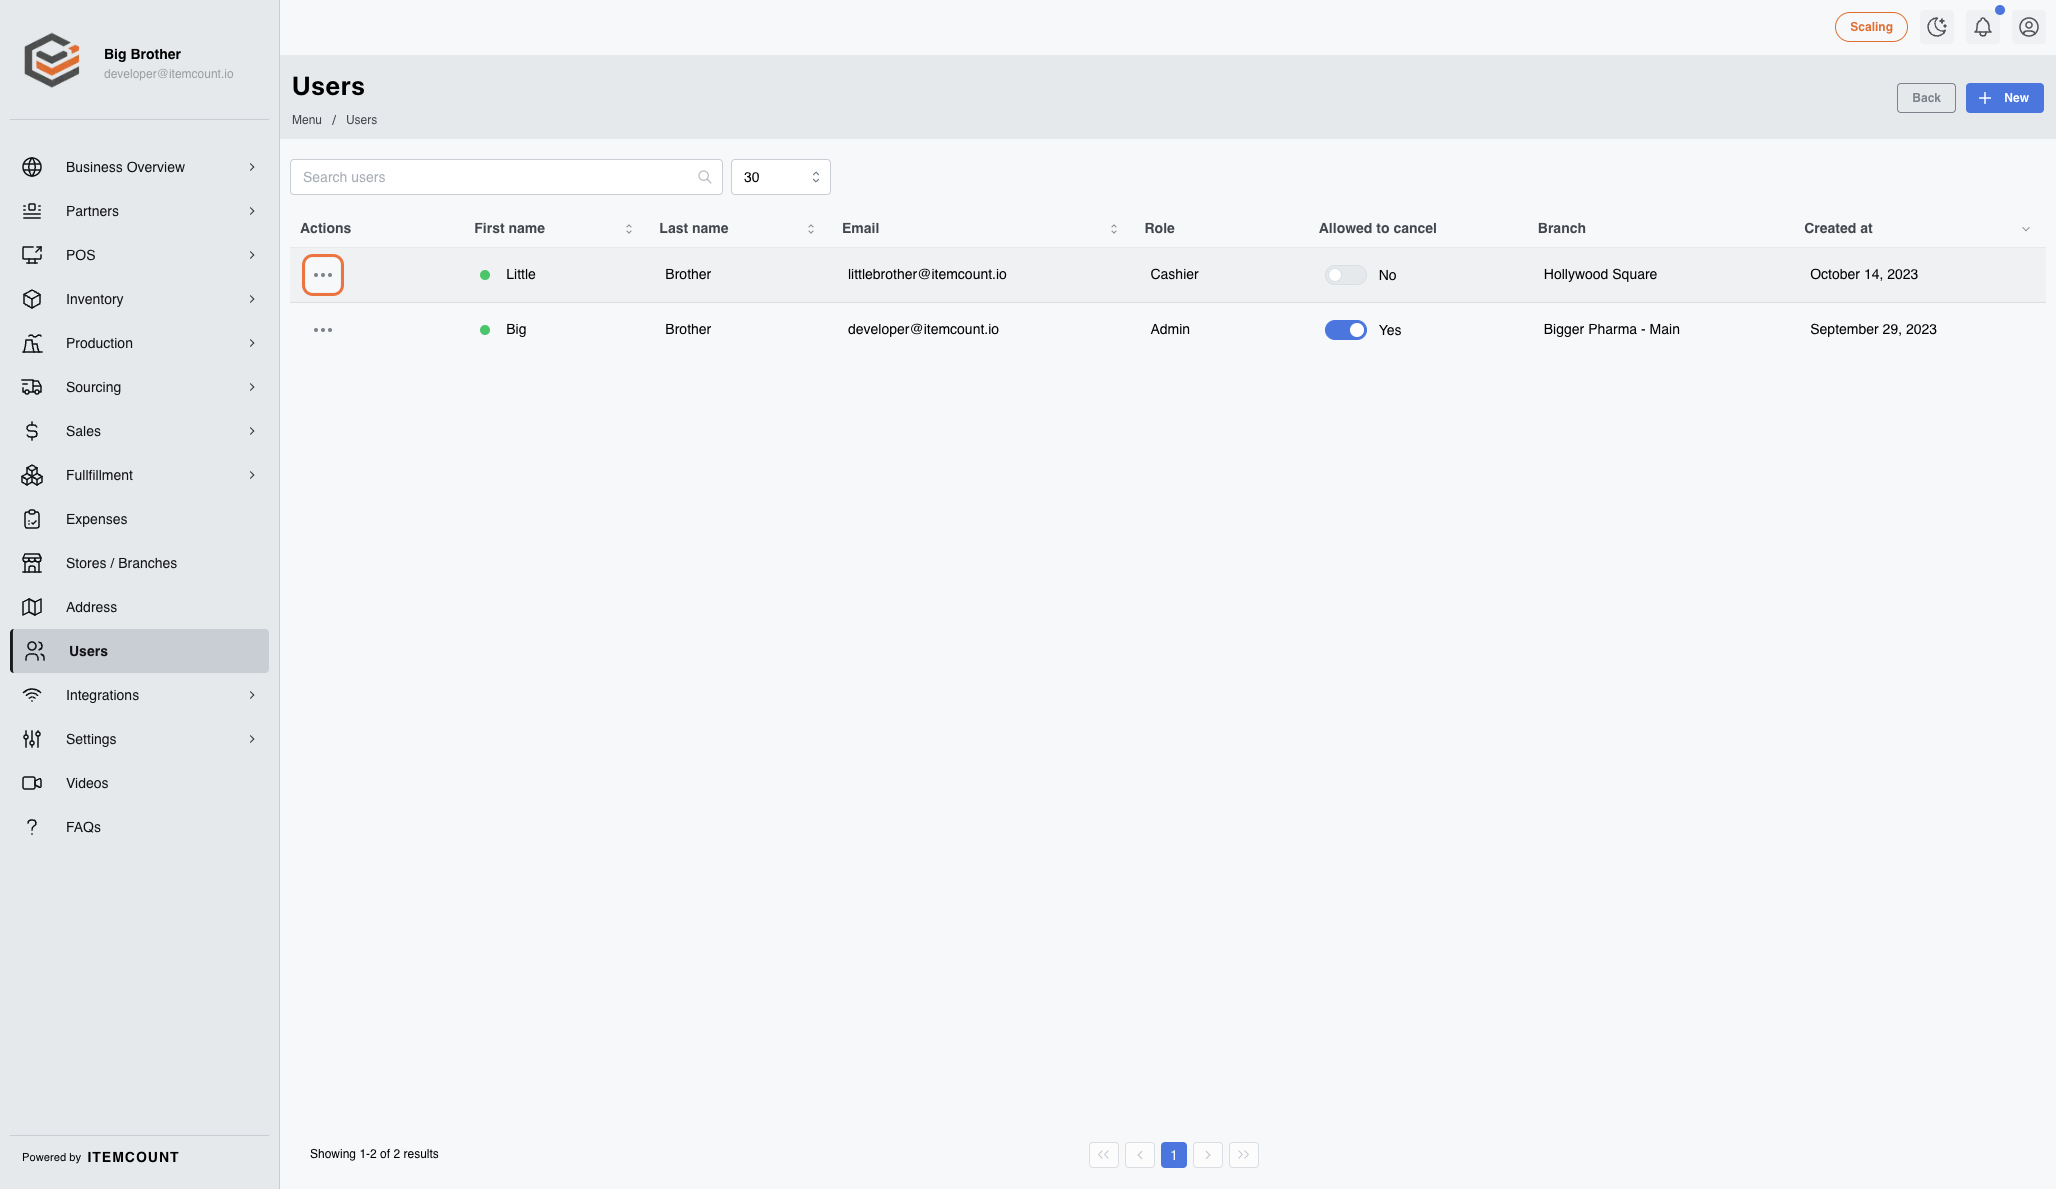 Big Brother
developer@itemcount.io
Business Overview
Partners
POS
Inventory
Production
Sourcing
Sales
Fullfillment
Expenses
Stores / Branches
Address
Users
Integrations
Settings
Videos
FAQs
Powered by ITEMCOUNT
Scaling
Users
Menu / Users
Back
New
Search users
30
Actions First name Last name Email Role Allowed to cancel Branch Created at
Little Brother littlebrother@itemcount.io Cashier No Hollywood Square October 14, 2023
Big Brother developer@itemcount.io Admin Yes Bigger Pharma - Main September 29, 2023
Showing 1-2 of 2 results
1